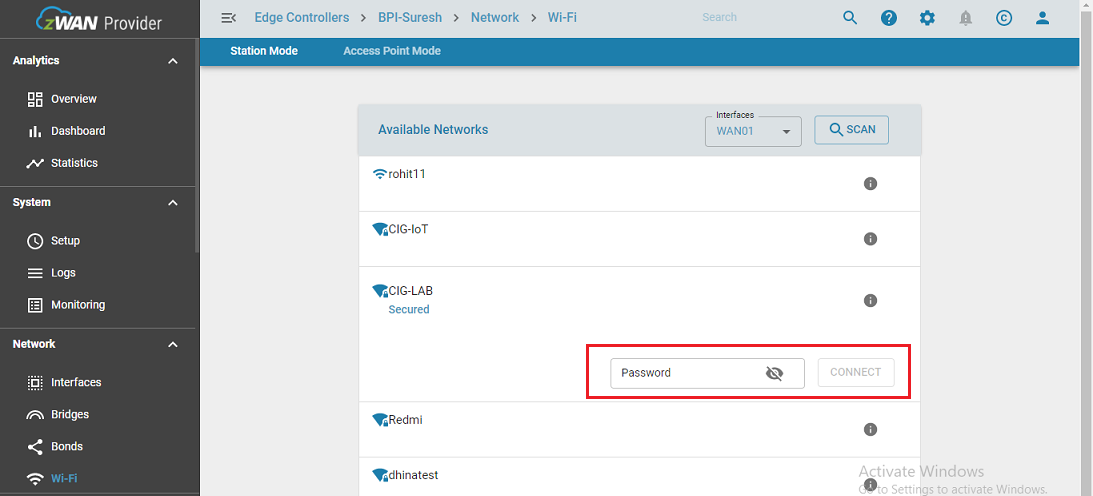 zWAN Provider
Edge Controllers > BPI-Suresh > Network > Wi-Fi
Search
Station Mode
Access Point Mode
Analytics
Overview
Dashboard
Statistics
System
Setup
Logs
Monitoring
Network
Interfaces
Bridges
Bonds
Wi-Fi
Available Networks
Interfaces
WAN01
SCAN
rohit11
CIG-IoT
CIG-LAB
Secured
Password
CONNECT
Redmi
dhinatest
Activate Windows
Go to Settings to activate Windows.